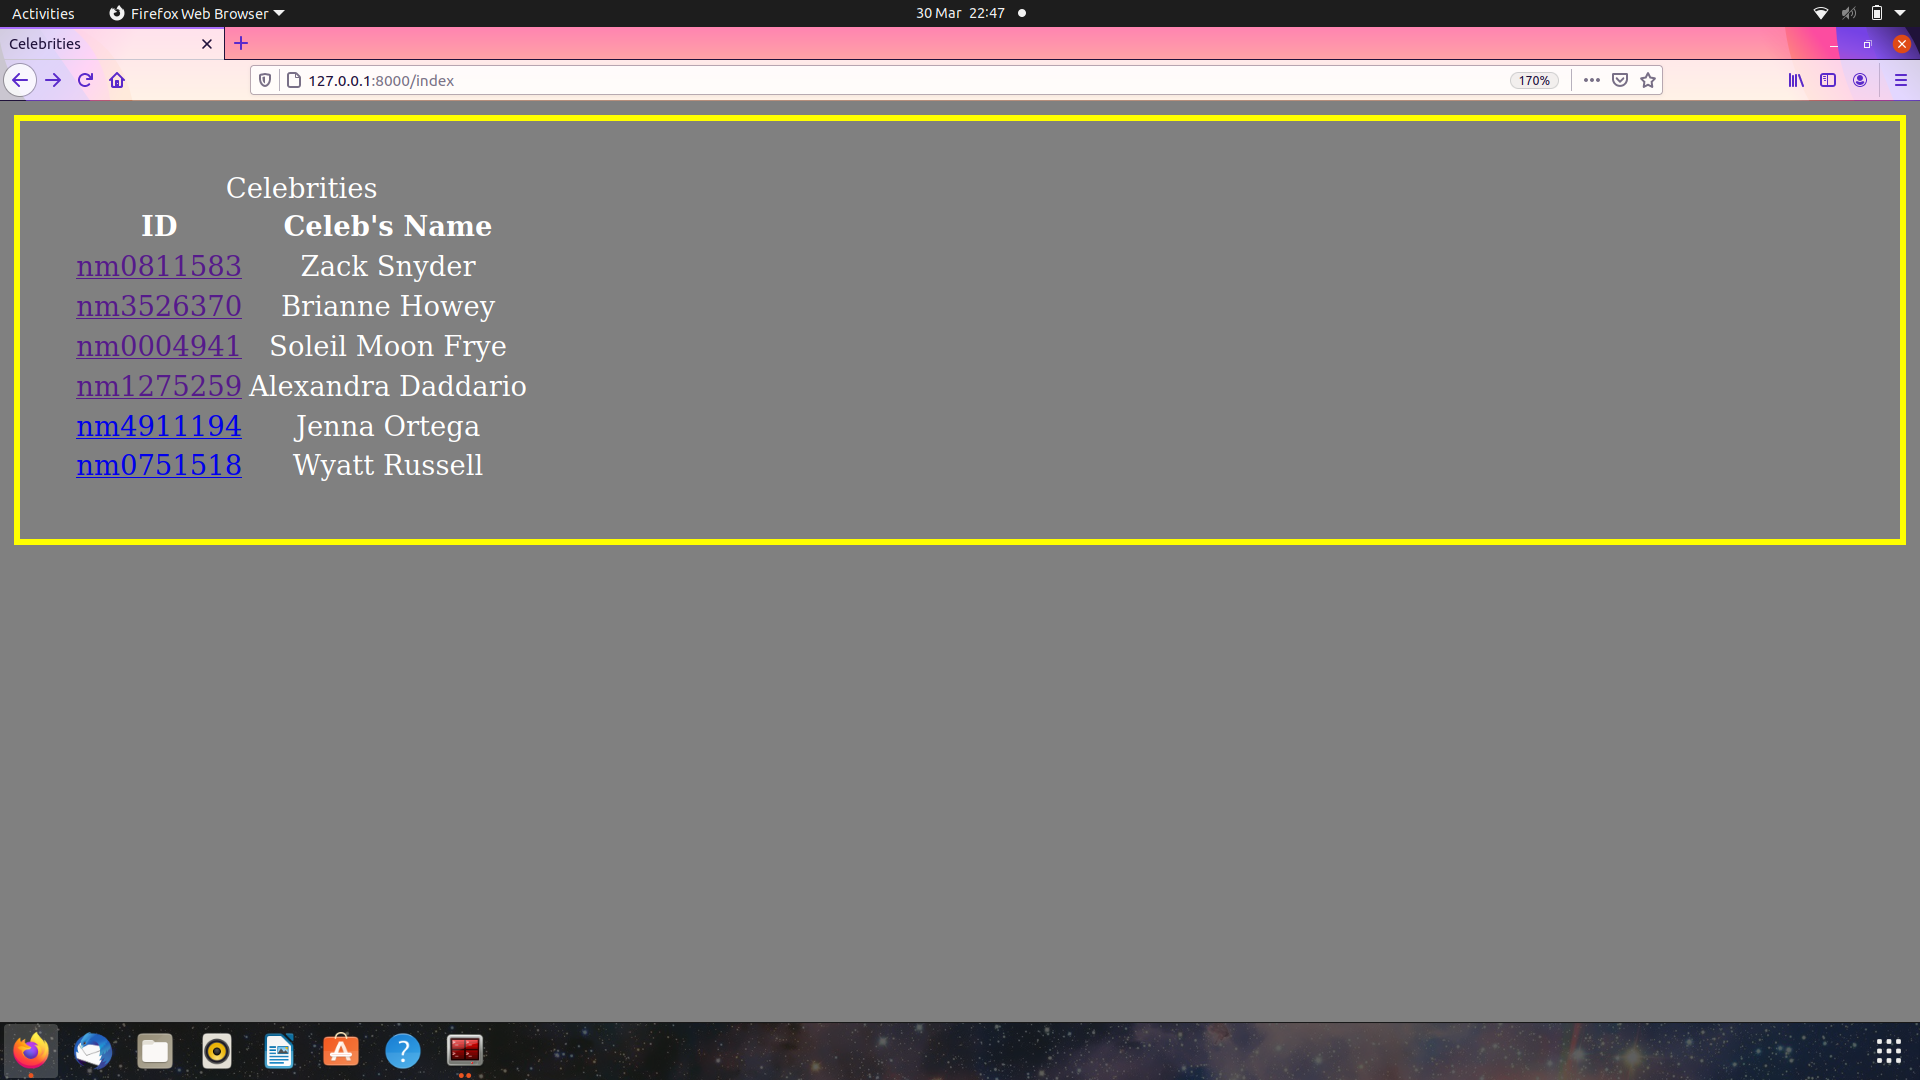 Activities Firefox Web Browser 30 Mar 22:47
Celebrities
127.0.0.1:8000/index 170%
Celebrities
ID Celeb's Name
nm0811583 Zack Snyder
nm3526370 Brianne Howey
nm0004941 Soleil Moon Frye
nm1275259 Alexandra Daddario
nm4911194 Jenna Ortega
nm0751518 Wyatt Russell